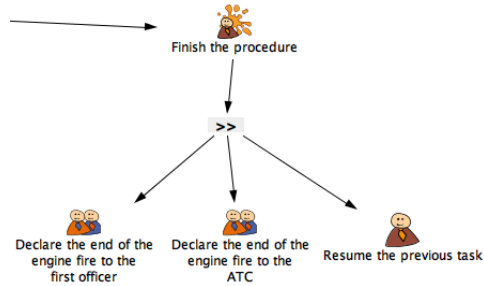 Finish the procedure
>>
Declare the end of the
engine fire to the
first officer
Declare the end of the
engine fire to the
ATC
Resume the previous task